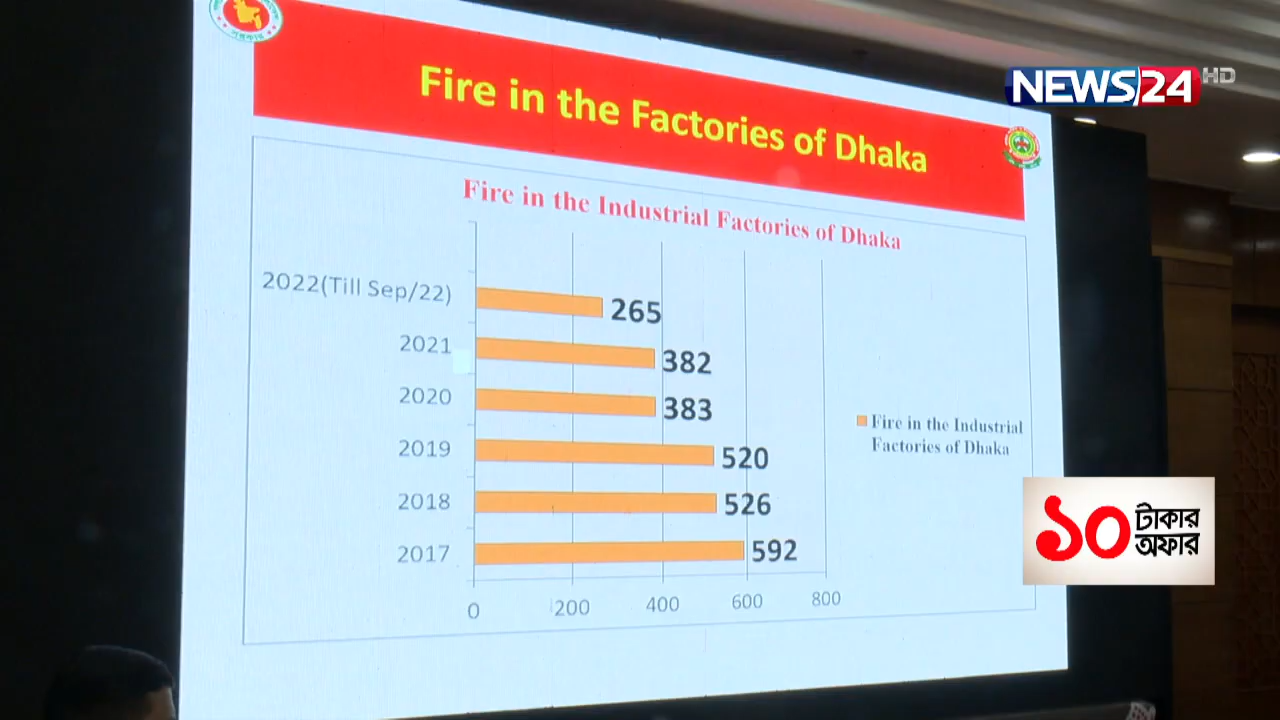 NEWS/24 HD
Fire in the Factories of Dhaka
Fire in the Industrial Factories of Dhaka
2022(Till Sep/22)
265
2021
382
2020
383
2019
520
2018
526
2017
592
0 200 400 600 800
Fire in the Industrial
Factories of Dhaka
১০ টাকার
অফার